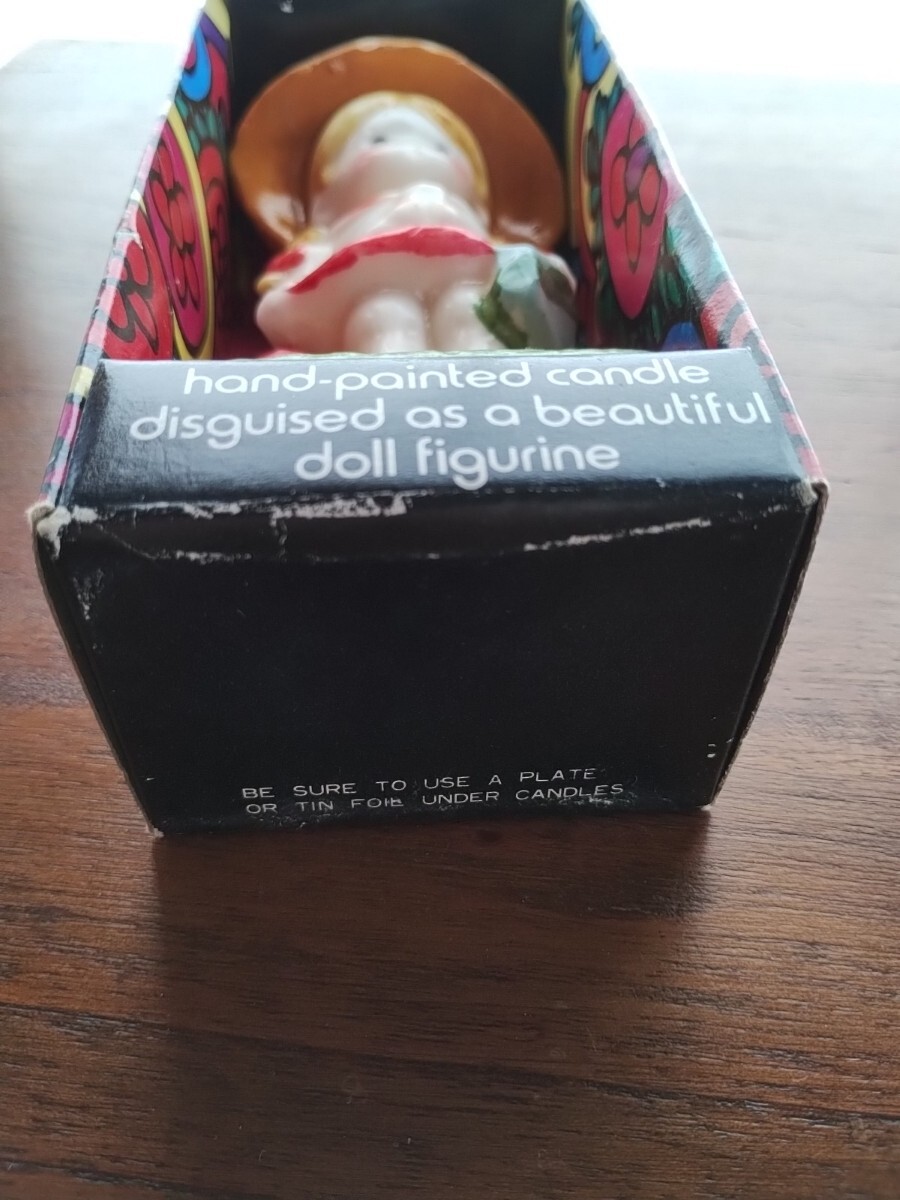 hand-painted candle
disguised as a beautiful
doll figurine
BE SURE TO USE A PLATE
OR TIN FOIL UNDER CANDLES